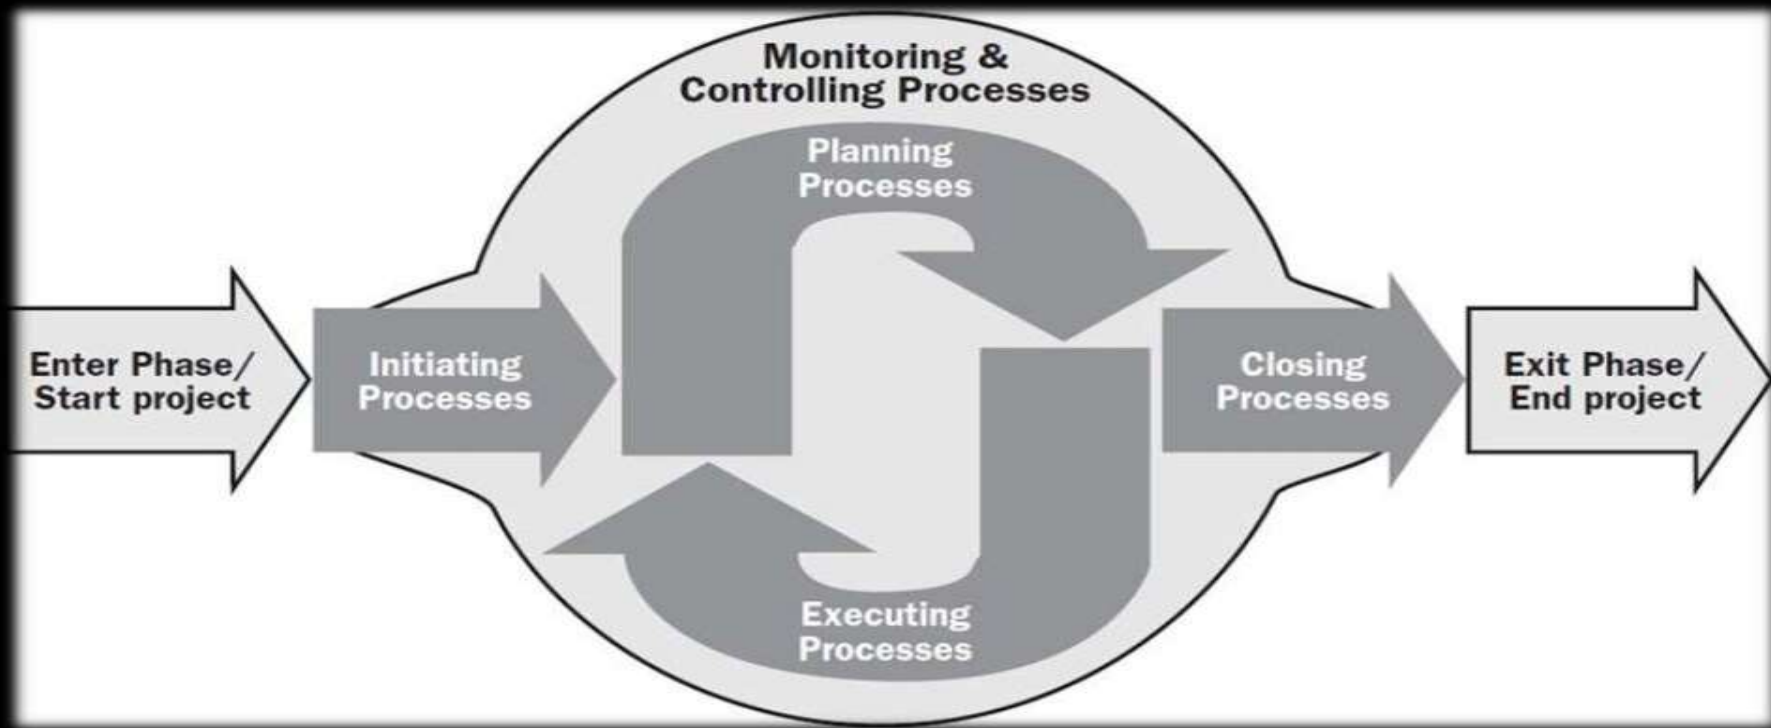 Monitoring &
Controlling Processes
Planning
Processes
Enter Phase/
Start project
Initiating
Processes
Closing
Processes
Exit Phase/
End project
Executing
Processes